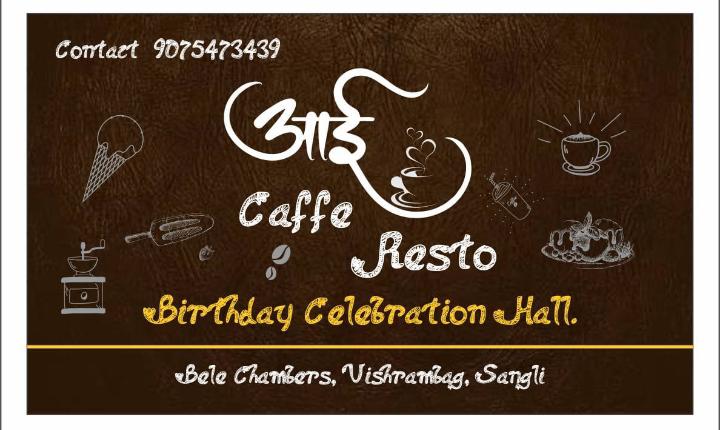 Contact 9075473439
आई
Caffe
Resto
Birthday Celebration Hall.
Bele Chambers, Vishrambag, Sangli